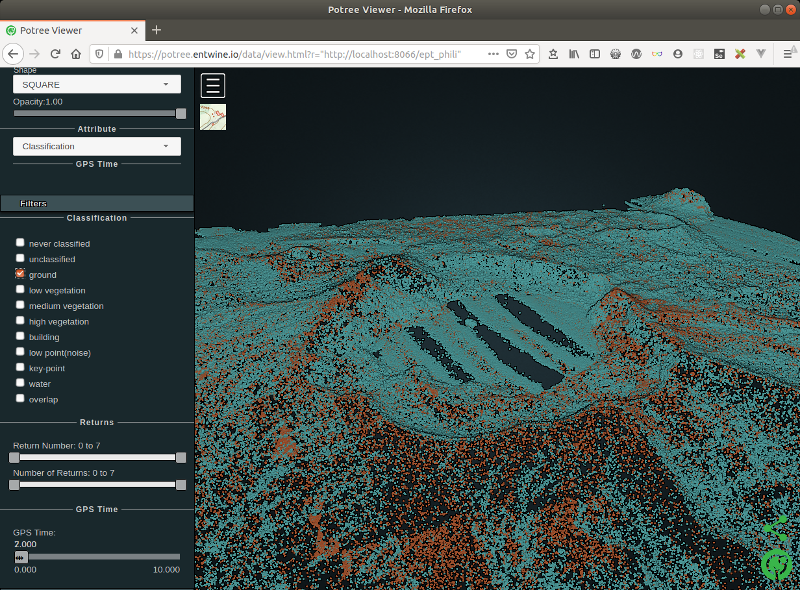 Potree Viewer - Mozilla Firefox
Potree Viewer
https://potree.entwine.io/data/view.html?r="http://localhost:8066/ept_phili"
Shape
SQUARE
Opacity:1.00
Attribute
Classification
GPS Time
Filters
Classification
never classified
unclassified
ground
low vegetation
medium vegetation
high vegetation
building
low point(noise)
key-point
water
overlap
Returns
Return Number: 0 to 7
Number of Returns: 0 to 7
GPS Time
GPS Time:
0.000 10.000